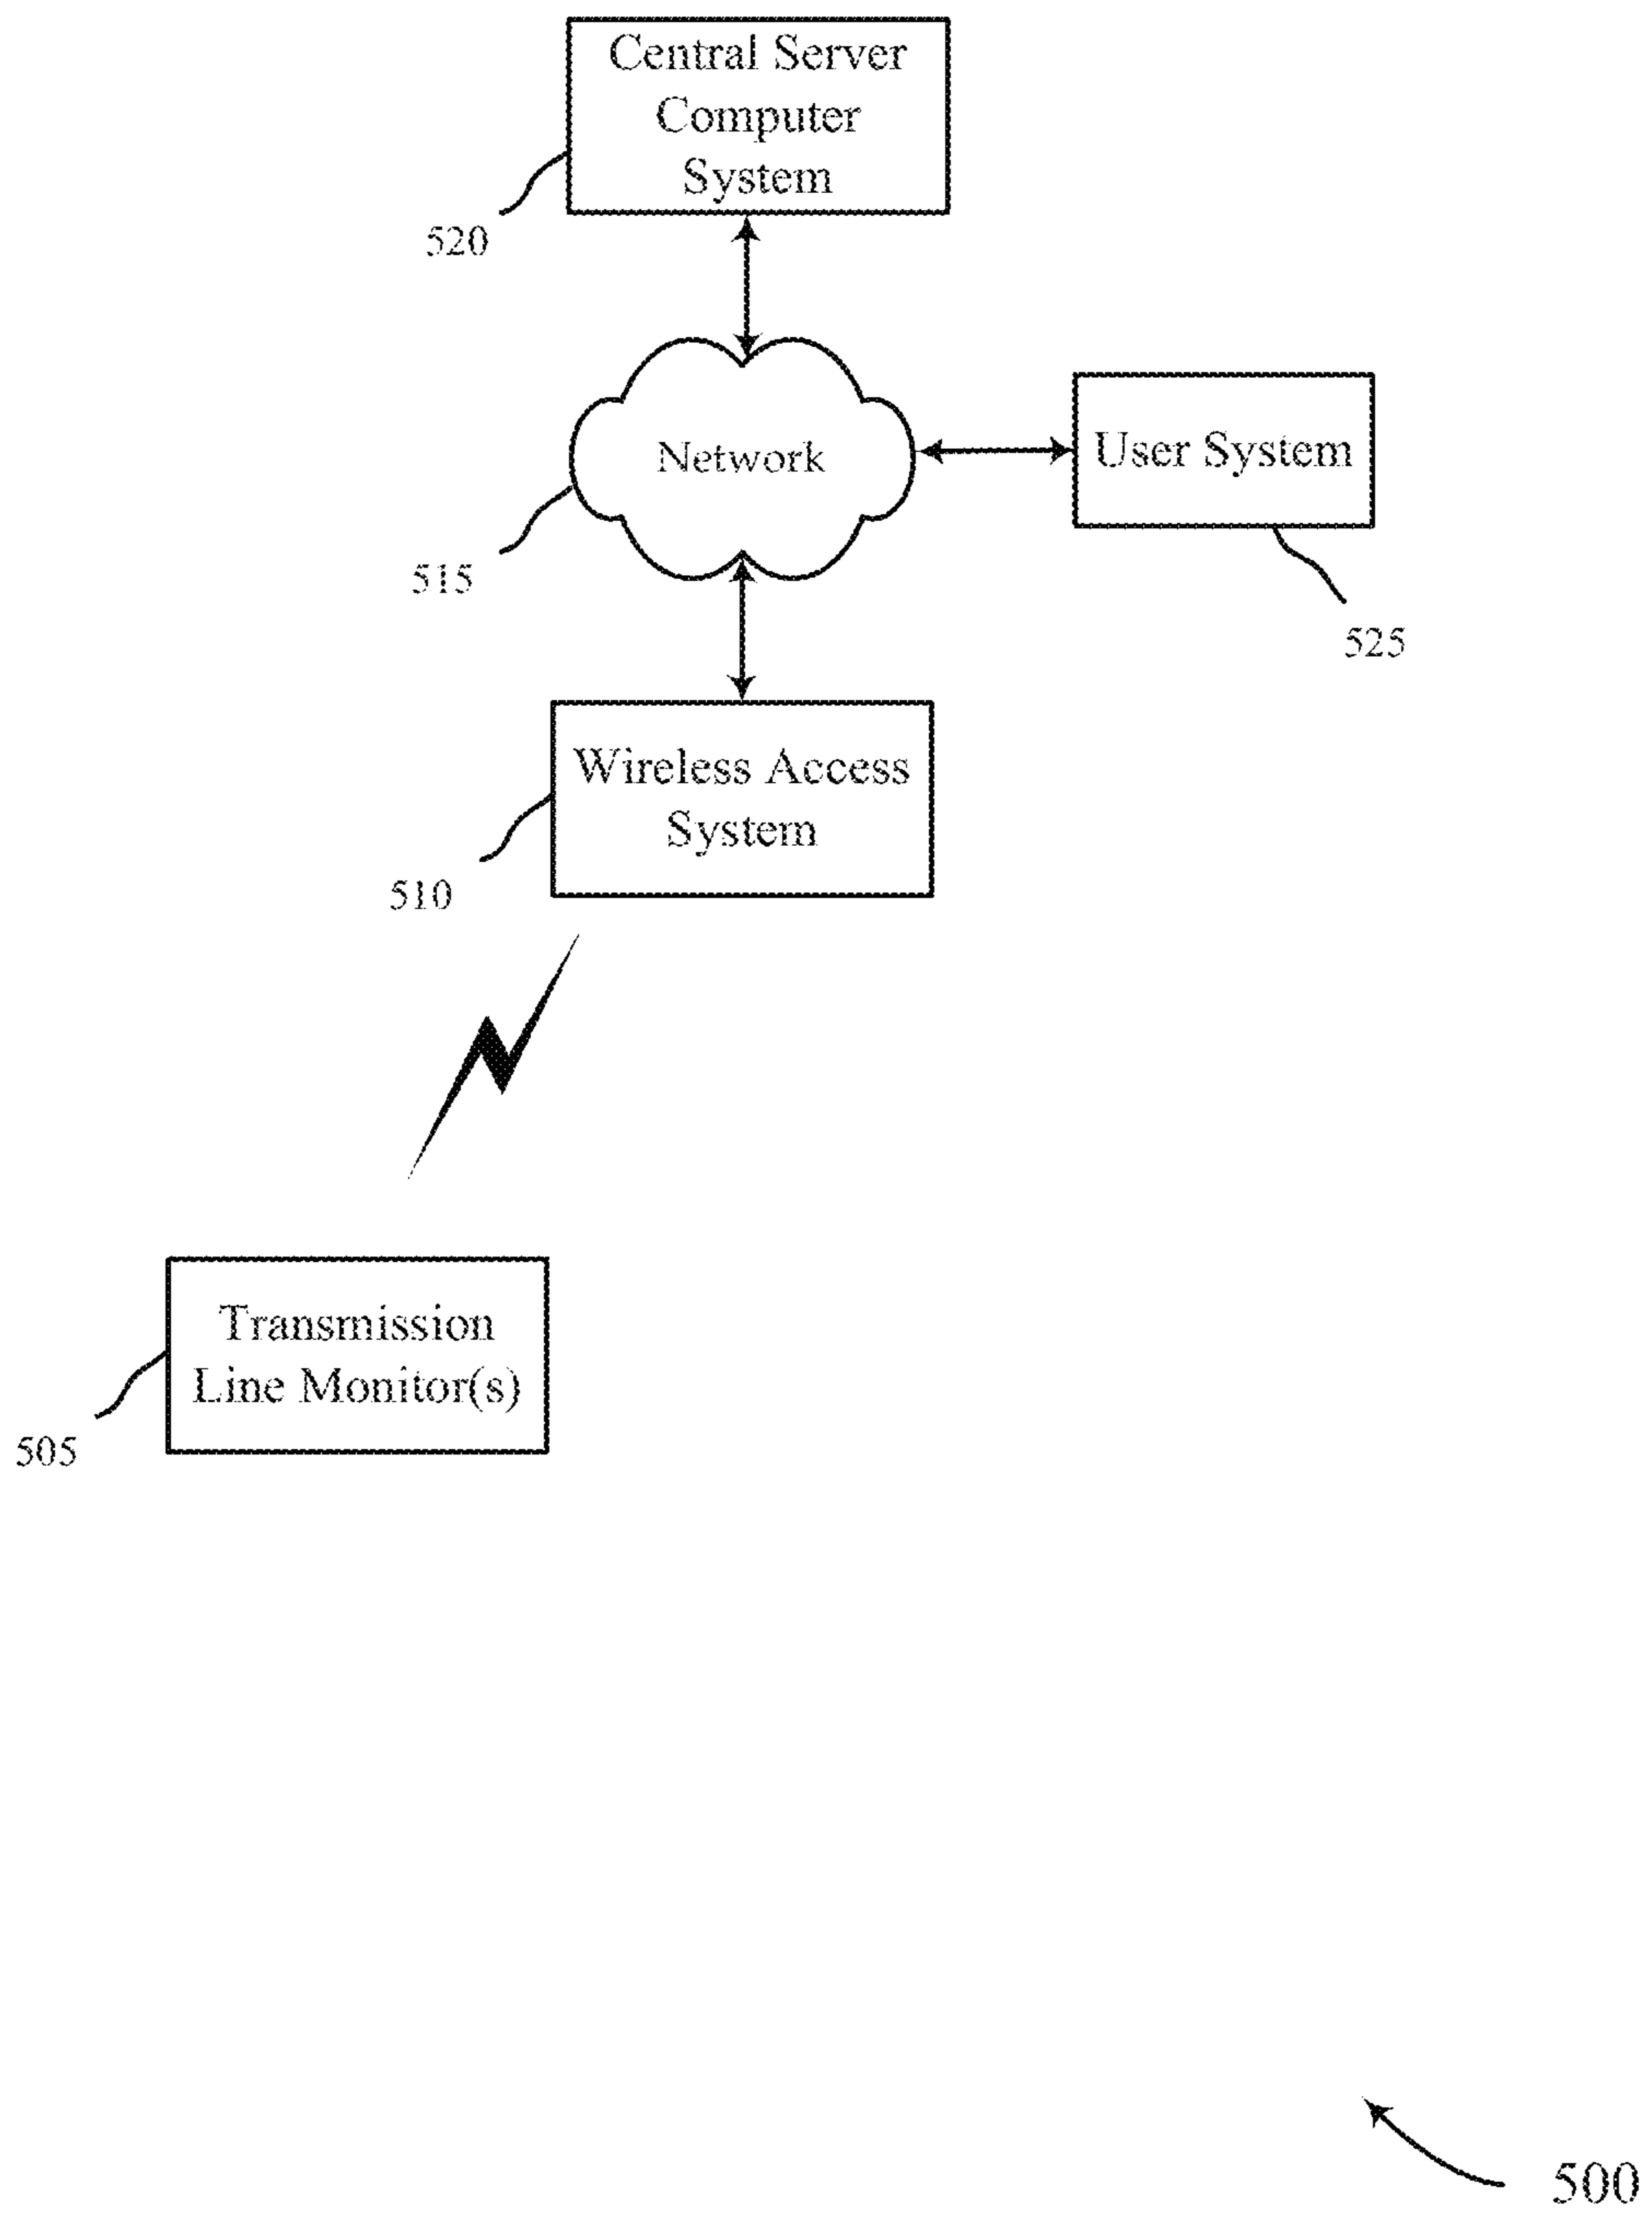 Central Server
Computer
System
520
Network
User System
515
525
Wireless Access
System
510
Transmission
Line Monitor(s)
505
500